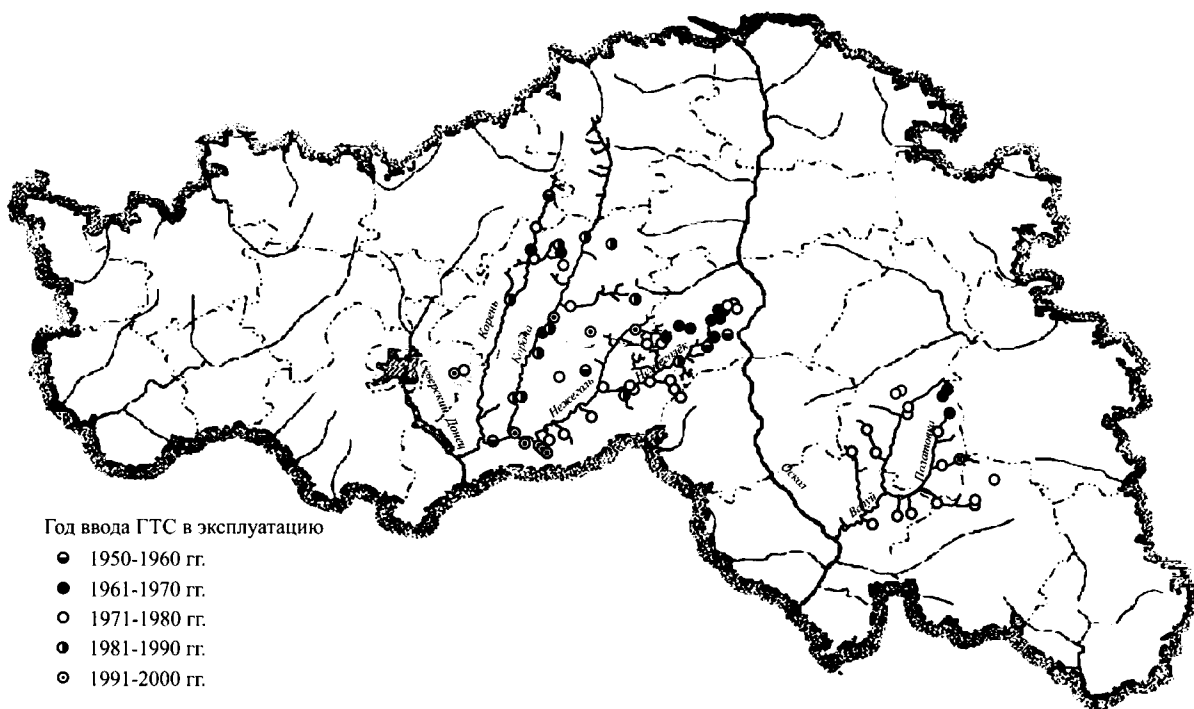 Корень
Короча
Нежеголь
Северский Донец
Оскол
Валуй
Полатовка
Год ввода ГТС в эксплуатацию
1950-1960 гг.
1961-1970 гг.
1971-1980 гг.
1981-1990 гг.
1991-2000 гг.